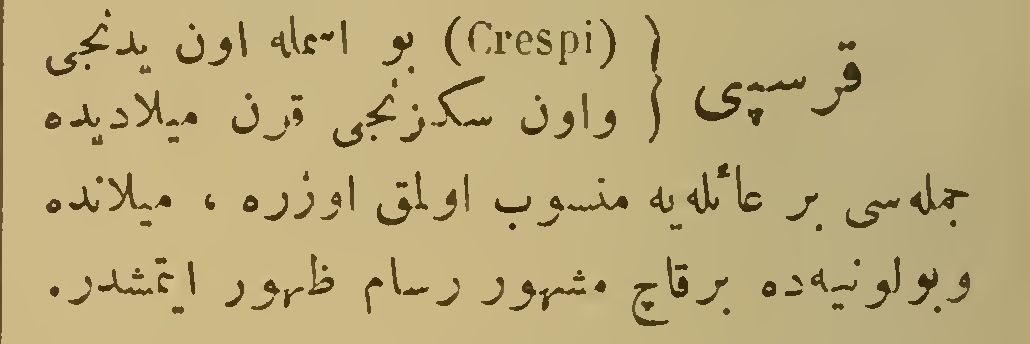 قرسپی { (Crespi) بو اسمله اون یدنجی
واون سکزنجی قرن میلادیده
جمله‌سی بر عائله‌یه منسوب اولمق اوزره ، میلانده
وبولونیه‌ده برقاچ مشهور رسام ظهور ایتمشدر.